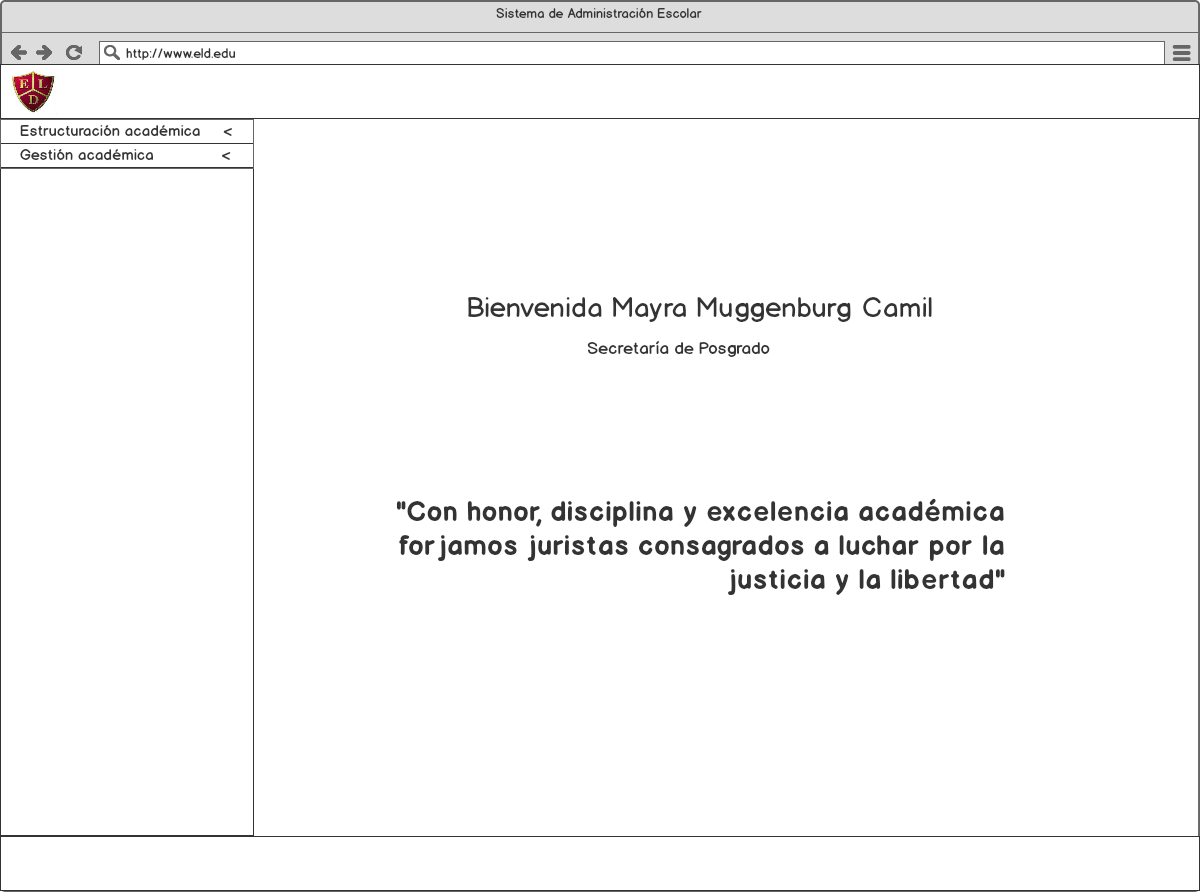 Sistema de Administración Escolar
http://www.eld.edu
E L
D
Estructuración académica <
Gestión académica <
Bienvenida Mayra Muggenburg Camil
Secretaría de Posgrado
"Con honor, disciplina y excelencia académica
forjamos juristas consagrados a luchar por la
justicia y la libertad"